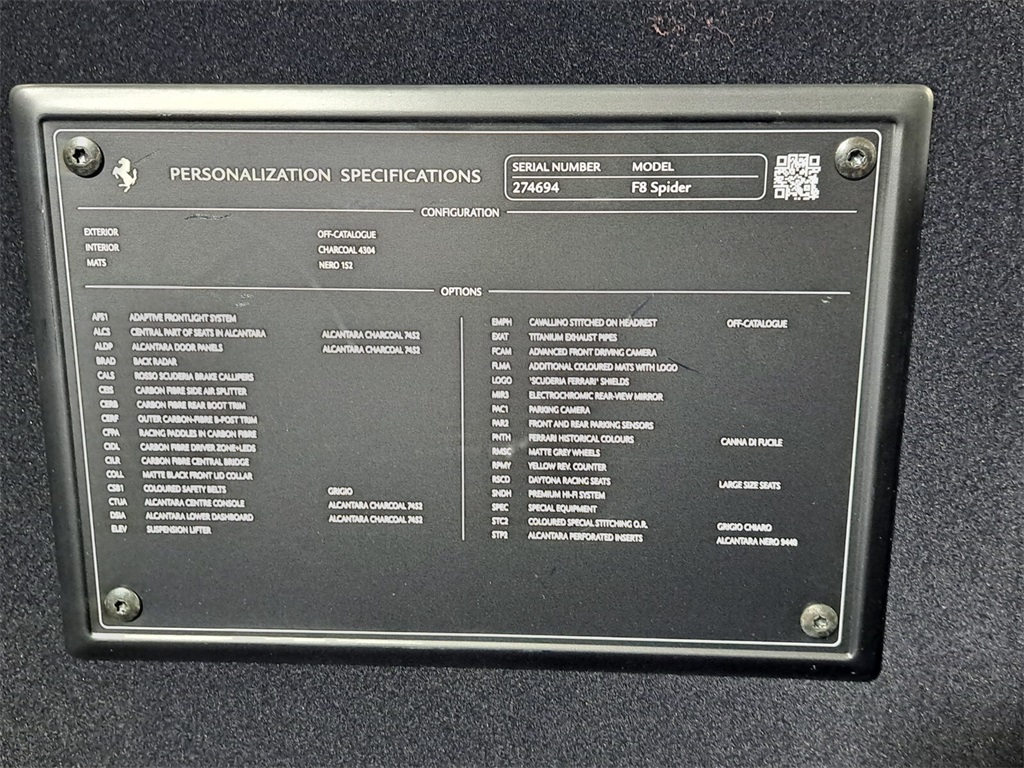 PERSONALIZATION SPECIFICATIONS
SERIAL NUMBER MODEL
274694 F8 Spider
CONFIGURATION
EXTERIOR OFF-CATALOGUE
INTERIOR CHARCOAL 4304
MATS NERO 152
OPTIONS
AFS1 ADAPTIVE FRONTLIGHT SYSTEM
ALCS CENTRAL PART OF SEATS IN ALCANTARA ALCANTARA CHARCOAL 7452
ALDP ALCANTARA DOOR PANELS ALCANTARA CHARCOAL 7452
BRAD BACK RADAR
CALS ROSSO SCUDERIA BRAKE CALLIPERS
CEIS CARBON FIBRE SIDE AIR SPLITTER
CERB CARBON FIBRE REAR BOOT TRIM
CERF OUTER CARBON-FIBRE B-POST TRIM
CFPA RACING PADDLES IN CARBON FIBRE
CIDL CARBON FIBRE DRIVER ZONE+LEDS
CILR CARBON FIBRE CENTRAL BRIDGE
COLL MATTE BLACK FRONT LID COLLAR
CSB1 COLOURED SAFETY BELTS GRIGIO
CTUA ALCANTARA CENTRE CONSOLE ALCANTARA CHARCOAL 7452
DSIA ALCANTARA LOWER DASHBOARD ALCANTARA CHARCOAL 7452
ELEV SUSPENSION LIFTER
EMPH CAVALLINO STITCHED ON HEADREST OFF-CATALOGUE
EXAT TITANIUM EXHAUST PIPES
FCAM ADVANCED FRONT DRIVING CAMERA
FLMA ADDITIONAL COLOURED MATS WITH LOGO
LOGO "SCUDERIA FERRARI" SHIELDS
MIR3 ELECTROCHROMIC REAR-VIEW MIRROR
PAC1 PARKING CAMERA
PAR2 FRONT AND REAR PARKING SENSORS
PNTH FERRARI HISTORICAL COLOURS CANNA DI FUCILE
RMSC MATTE GREY WHEELS
RPMY YELLOW REV. COUNTER
RSCD DAYTONA RACING SEATS LARGE SIZE SEATS
SNDH PREMIUM HI-FI SYSTEM
SPEC SPECIAL EQUIPMENT
STC2 COLOURED SPECIAL STITCHING O.R. GRIGIO CHIARO
STP2 ALCANTARA PERFORATED INSERTS ALCANTARA NERO 9440